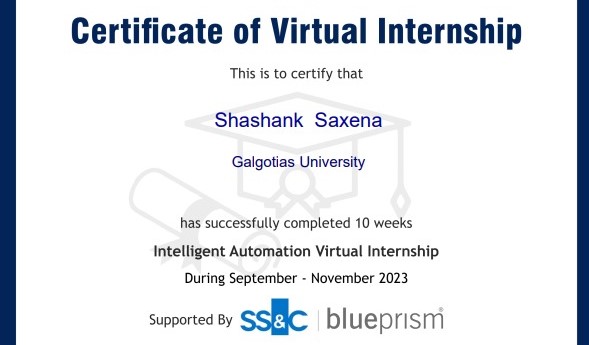 Certificate of Virtual Internship
This is to certify that
Shashank Saxena
Galgotias University
has successfully completed 10 weeks
Intelligent Automation Virtual Internship
During September - November 2023
Supported By SS&C | blueprism®